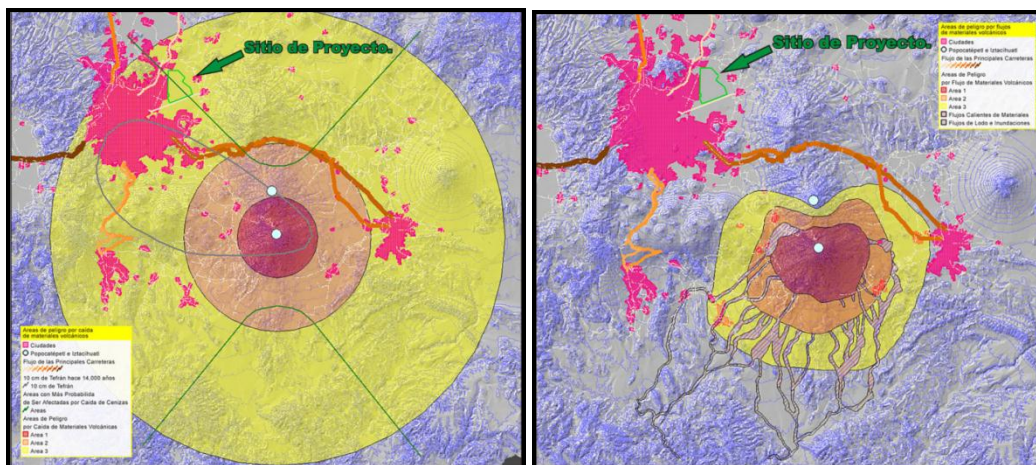 Sitio de Proyecto.
Areas de peligro por caída
de materiales volcánicos
Ciudades
Popocatépetl e Iztaccíhuatl
Flujo de las Principales Carreteras
10 cm de Tefrán hace 14,000 años
10 cm de Tefrán
Areas con Más Probabilida
de Ser Afectadas por Caída de Cenizas
Areas
Areas de Peligro
por Caída de Materiales Volcánicos
Area 1
Area 2
Area 3
Sitio de Proyecto.
Areas de peligro por flujos
de materiales volcánicos
Ciudades
Popocatépetl e Iztaccíhuatl
Flujo de las Principales Carreteras
Areas de Peligro
por Flujo de Materiales Volcánicos
Area 1
Area 2
Area 3
Flujos Calientes de Materiales
Flujos de Lodo e Inundaciones